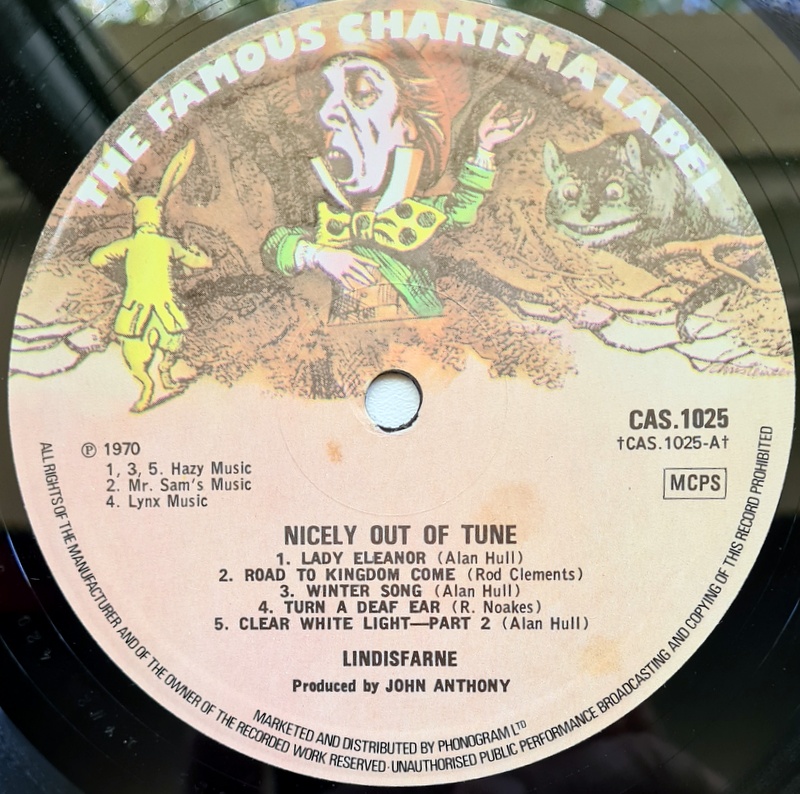 THE FAMOUS CHARISMA LABEL
CAS.1025
†CAS.1025-A†
MCPS
℗ 1970
1, 3, 5. Hazy Music
2. Mr. Sam's Music
4. Lynx Music
NICELY OUT OF TUNE
1. LADY ELEANOR (Alan Hull)
2. ROAD TO KINGDOM COME (Rod Clements)
3. WINTER SONG (Alan Hull)
4. TURN A DEAF EAR (R. Noakes)
5. CLEAR WHITE LIGHT—PART 2 (Alan Hull)
LINDISFARNE
Produced by JOHN ANTHONY
MARKETED AND DISTRIBUTED BY PHONOGRAM LTD
ALL RIGHTS OF THE MANUFACTURER AND OF THE OWNER OF THE RECORDED WORK RESERVED·UNAUTHORISED PUBLIC PERFORMANCE BROADCASTING AND COPYING OF THIS RECORD PROHIBITED